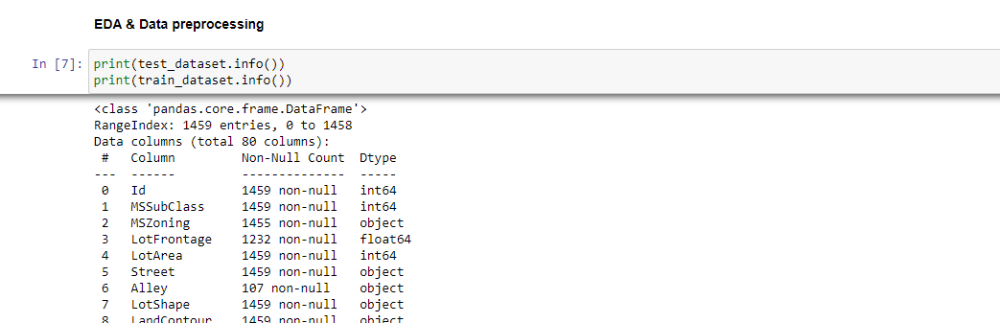 EDA & Data preprocessing
In [7]: print(test_dataset.info())
print(train_dataset.info())
<class 'pandas.core.frame.DataFrame'>
RangeIndex: 1459 entries, 0 to 1458
Data columns (total 80 columns):
 #   Column         Non-Null Count  Dtype
---  ------         --------------  -----
 0   Id             1459 non-null   int64
 1   MSSubClass     1459 non-null   int64
 2   MSZoning       1455 non-null   object
 3   LotFrontage    1232 non-null   float64
 4   LotArea        1459 non-null   int64
 5   Street         1459 non-null   object
 6   Alley          107 non-null    object
 7   LotShape       1459 non-null   object
 8   LandContour    1459 non-null   object